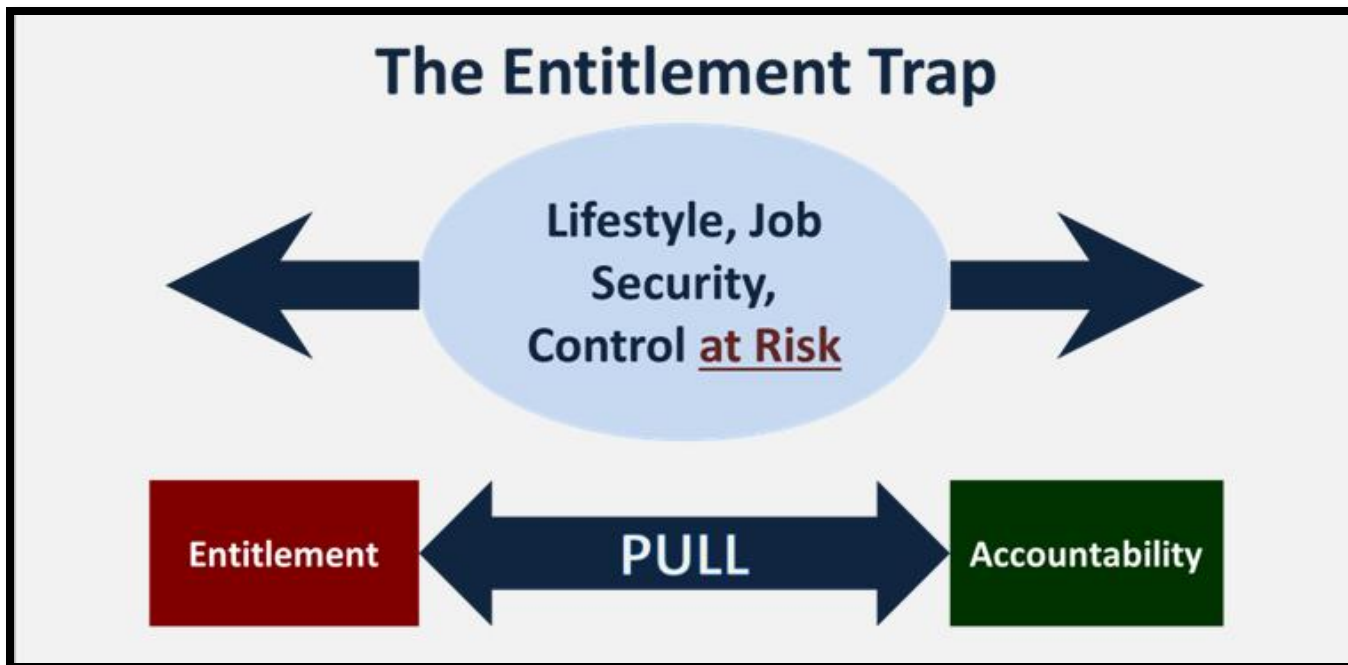 The Entitlement Trap
Lifestyle, Job
Security,
Control at Risk
Entitlement
PULL
Accountability